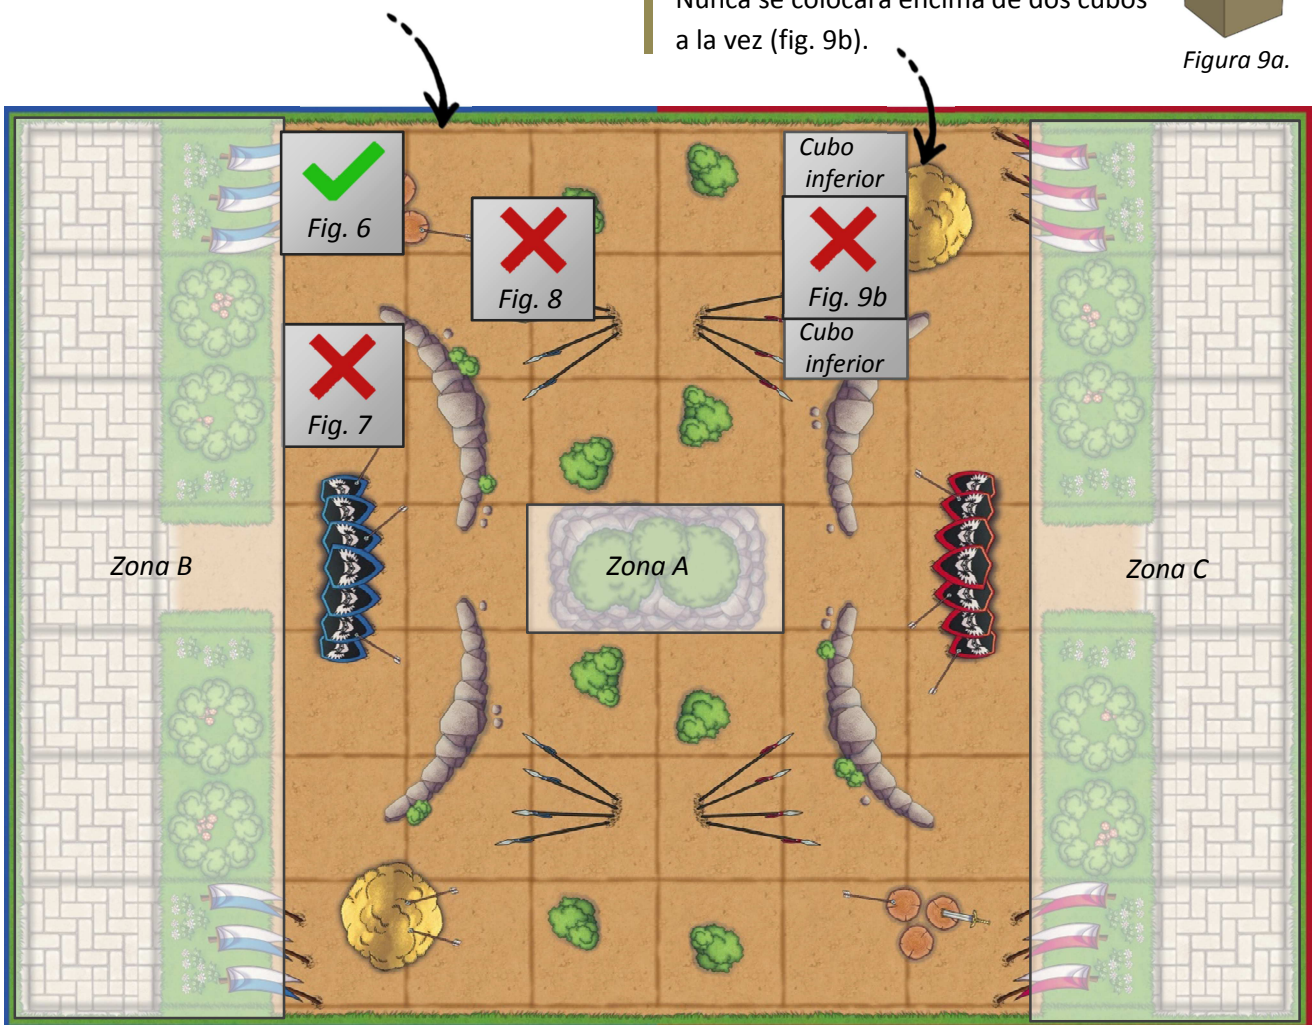 Nunca se colocará encima de dos cubos
a la vez (fig. 9b).
Figura 9a.
Fig. 6
Cubo
inferior
Fig. 8
Fig. 9b
Cubo
inferior
Fig. 7
Zona B
Zona A
Zona C